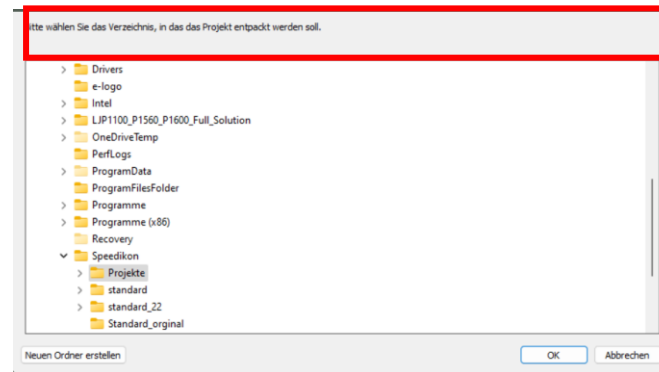 itte wählen Sie das Verzeichnis, in das das Projekt entpackt werden soll.
Drivers
e-logo
Intel
LJP1100_P1560_P1600_Full_Solution
OneDriveTemp
PerfLogs
ProgramData
ProgramFilesFolder
Programme
Programme (x86)
Recovery
Speedikon
Projekte
standard
standard_22
Standard_orginal
Neuen Ordner erstellen OK Abbrechen